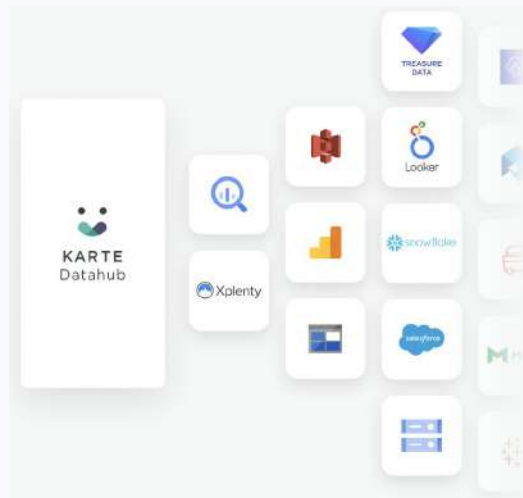 TREASURE
DATA
Looker
KARTE
Datahub
Xplenty
snowflake
salesforce
M